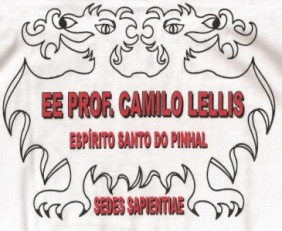 EE PROF. CAMILO LELLIS
ESPÍRITO SANTO DO PINHAL
SEDES SAPIENTIAE